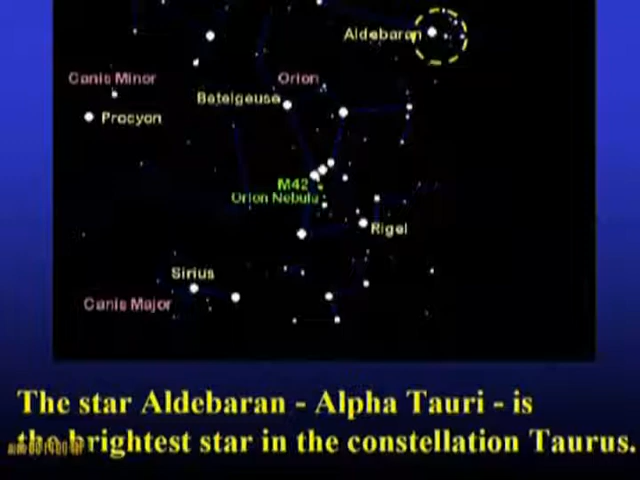 Aldebaran
Canis Minor
Orion
Betelgeuse
Procyon
M42
Orion Nebula
Rigel
Sirius
Canis Major
The star Aldebaran - Alpha Tauri - is
the brightest star in the constellation Taurus.